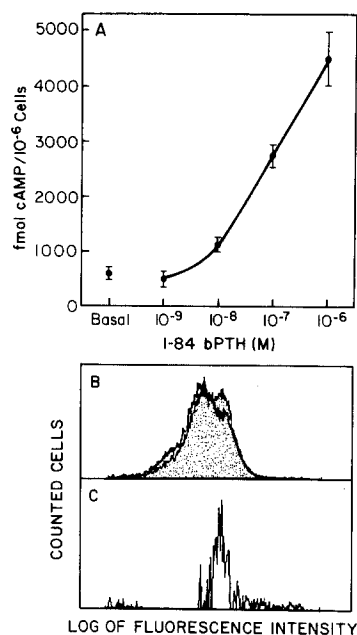 A
fmol cAMP/10⁻⁶ Cells
5000
4000
3000
2000
1000
0
Basal 10⁻⁹ 10⁻⁸ 10⁻⁷ 10⁻⁶
1-84 bPTH (M)
B
COUNTED CELLS
C
LOG OF FLUORESCENCE INTENSITY